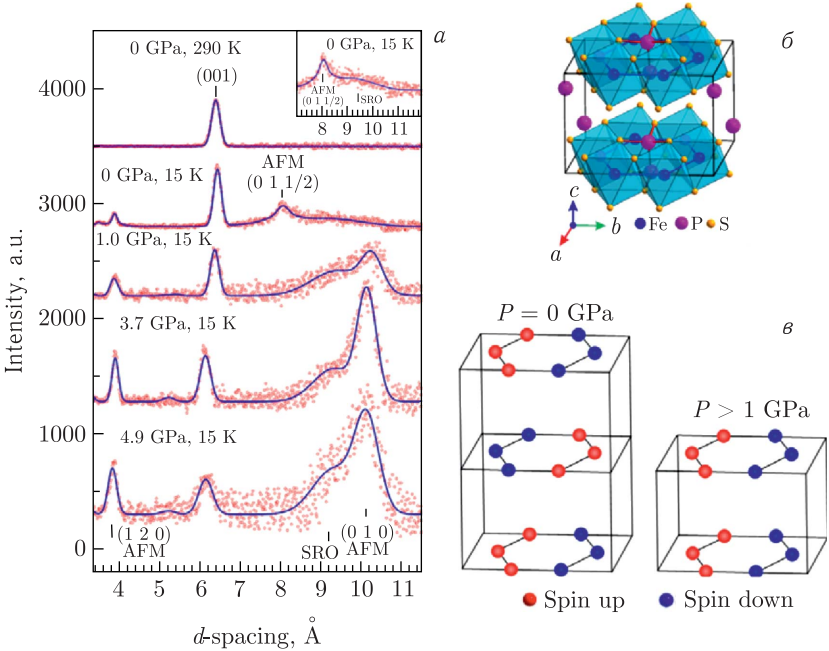 0 GPa, 290 K
(001)
0 GPa, 15 K
AFM
(0 1 1/2)
SRO
8 9 10 11
а
4000
0 GPa, 15 K
AFM
(0 1 1/2)
3000
1.0 GPa, 15 K
3.7 GPa, 15 K
2000
4.9 GPa, 15 K
1000
(1 2 0)
AFM
SRO
(0 1 0)
AFM
0
4 5 6 7 8 9 10 11
d-spacing, Å
Intensity, a.u.
б
c
b
a
Fe P S
в
P = 0 GPa
P > 1 GPa
Spin up Spin down